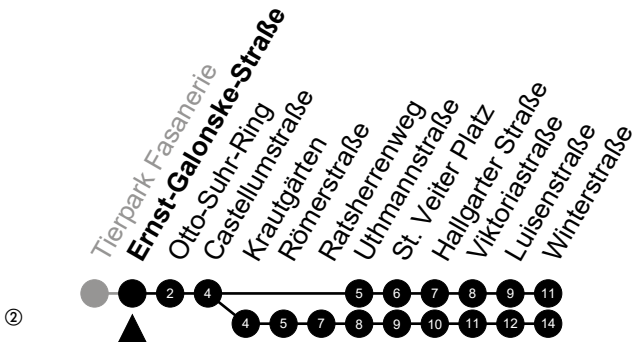 Tierpark Fasanerie
Ernst-Galonske-Straße
Otto-Suhr-Ring
Castellumstraße
Krautgärten
Römerstraße
Ratsherrenweg
Uthmannstraße
St. Veiter Platz
Hallgarter Straße
Viktoriastraße
Luisenstraße
Winterstraße
2 4 5 6 7 8 9 11
② 4 5 7 8 9 10 11 12 14